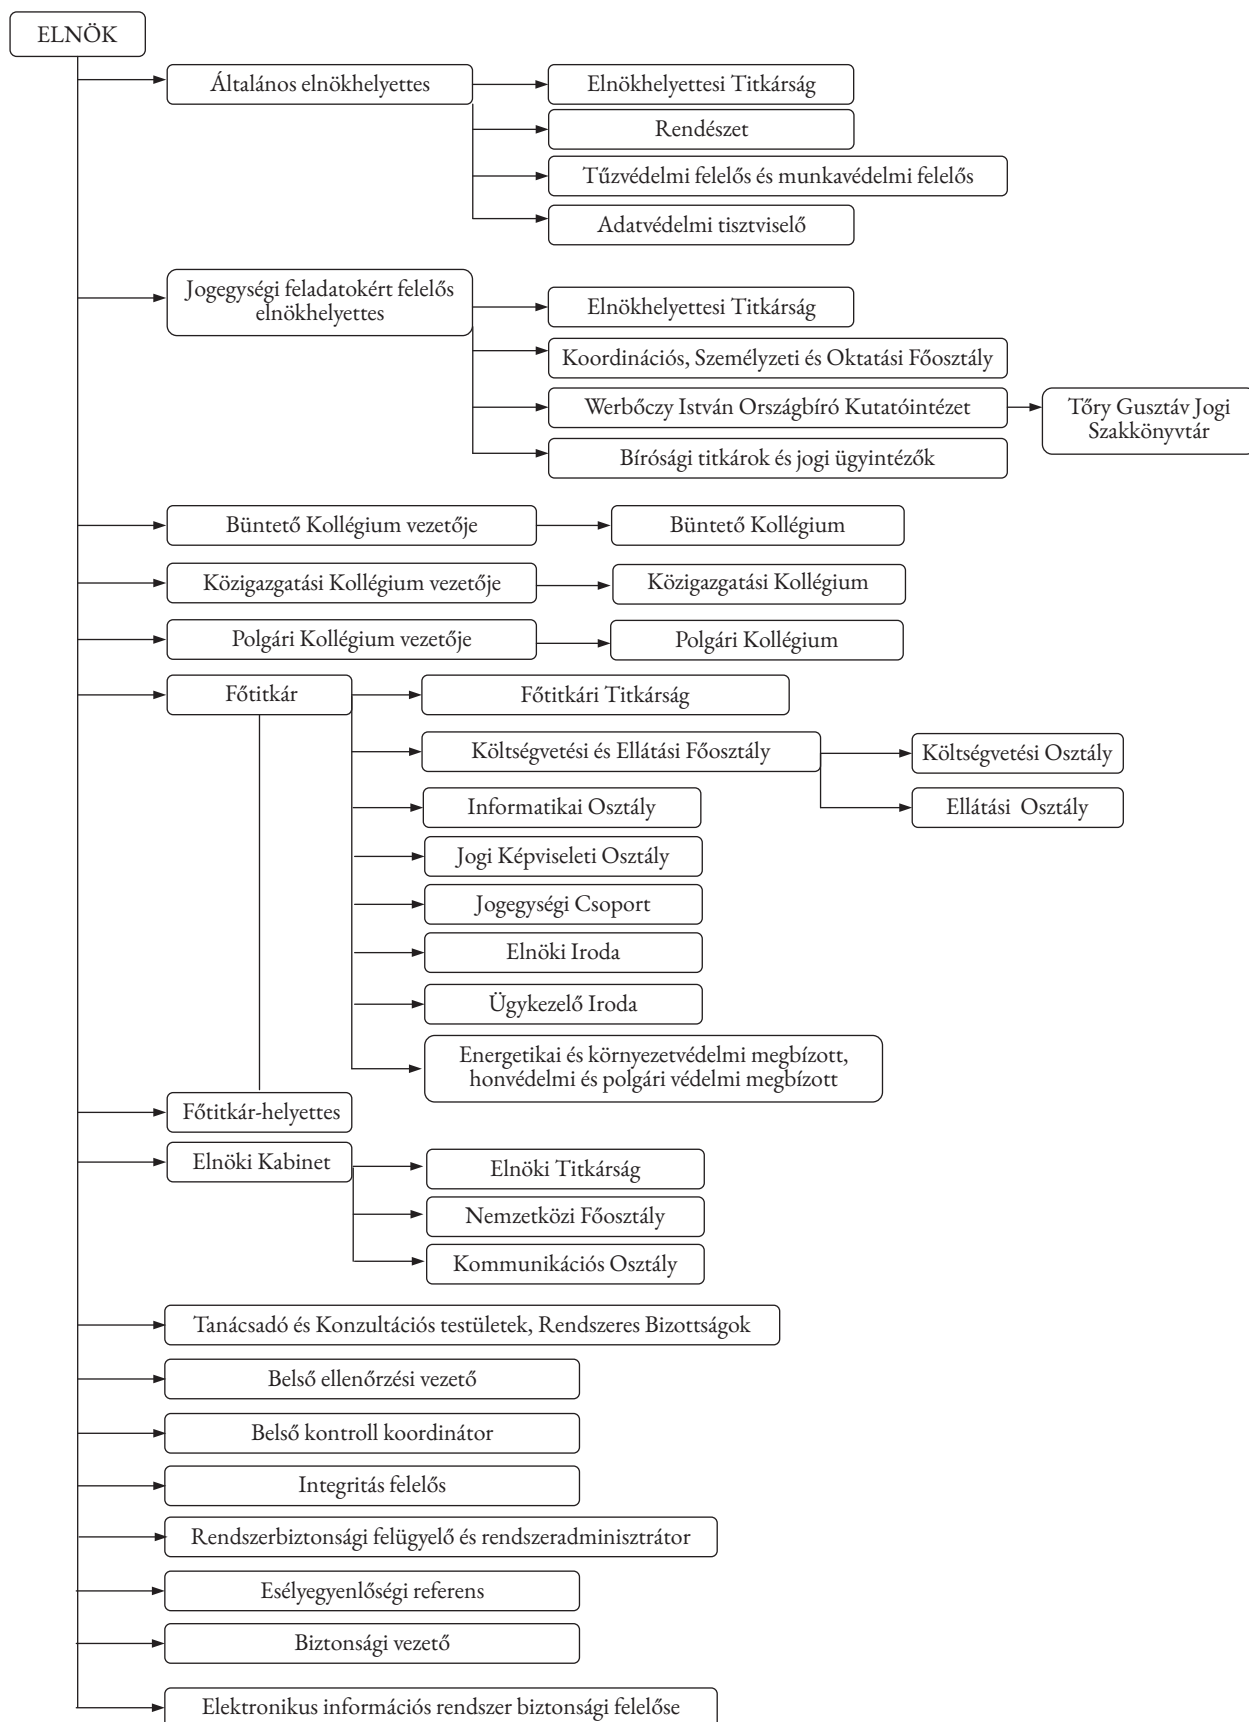 ELNÖK
Általános elnökhelyettes
Elnökhelyettesi Titkárság
Rendészet
Tűzvédelmi felelős és munkavédelmi felelős
Adatvédelmi tisztviselő
Jogegységi feladatokért felelős
elnökhelyettes
Elnökhelyettesi Titkárság
Koordinációs, Személyzeti és Oktatási Főosztály
Werbőczy István Országbíró Kutatóintézet
Tőry Gusztáv Jogi
Szakkönyvtár
Bírósági titkárok és jogi ügyintézők
Büntető Kollégium vezetője
Büntető Kollégium
Közigazgatási Kollégium vezetője
Közigazgatási Kollégium
Polgári Kollégium vezetője
Polgári Kollégium
Főtitkár
Főtitkári Titkárság
Költségvetési és Ellátási Főosztály
Költségvetési Osztály
Ellátási Osztály
Informatikai Osztály
Jogi Képviseleti Osztály
Jogegységi Csoport
Elnöki Iroda
Ügykezelő Iroda
Energetikai és környezetvédelmi megbízott,
honvédelmi és polgári védelmi megbízott
Főtitkár-helyettes
Elnöki Kabinet
Elnöki Titkárság
Nemzetközi Főosztály
Kommunikációs Osztály
Tanácsadó és Konzultációs testületek, Rendszeres Bizottságok
Belső ellenőrzési vezető
Belső kontroll koordinátor
Integritás felelős
Rendszerbiztonsági felügyelő és rendszeradminisztrátor
Esélyegyenlőségi referens
Biztonsági vezető
Elektronikus információs rendszer biztonsági felelőse